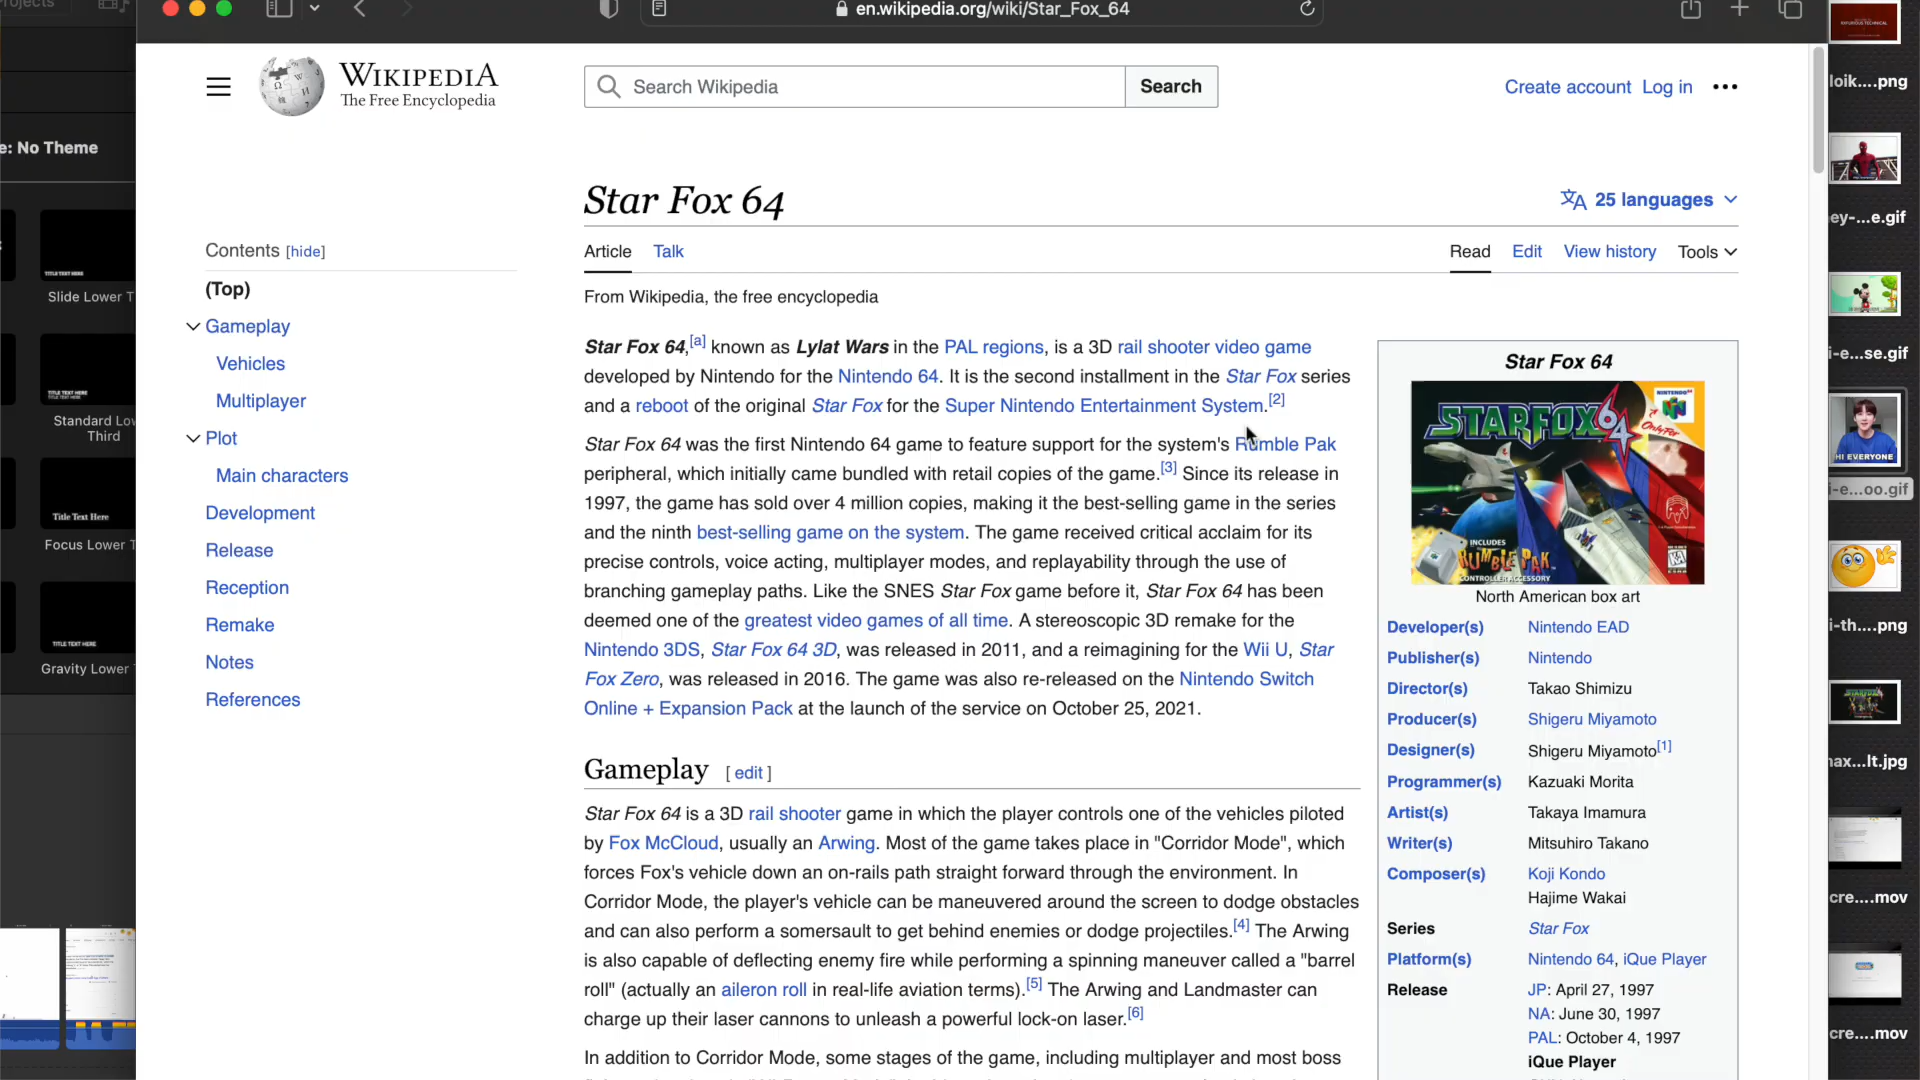 rojects
en.wikipedia.org/wiki/Star_Fox_64
WIKIPEDIA
The Free Encyclopedia
Search Wikipedia
Search
Create account Log in
e: No Theme
TITLE TEXT HERE
Slide Lower T
Standard Lov
Third
Title Text Here
Focus Lower T
TITLE TEXT HERE
Gravity Lower
Contents [hide]
(Top)
Gameplay
Vehicles
Multiplayer
Plot
Main characters
Development
Release
Reception
Remake
Notes
References
Star Fox 64
25 languages
Article Talk
Read Edit View history Tools
From Wikipedia, the free encyclopedia
Star Fox 64,[a] known as Lylat Wars in the PAL regions, is a 3D rail shooter video game
developed by Nintendo for the Nintendo 64. It is the second installment in the Star Fox series
and a reboot of the original Star Fox for the Super Nintendo Entertainment System.[2]
Star Fox 64 was the first Nintendo 64 game to feature support for the system's Rumble Pak
peripheral, which initially came bundled with retail copies of the game.[3] Since its release in
1997, the game has sold over 4 million copies, making it the best-selling game in the series
and the ninth best-selling game on the system. The game received critical acclaim for its
precise controls, voice acting, multiplayer modes, and replayability through the use of
branching gameplay paths. Like the SNES Star Fox game before it, Star Fox 64 has been
deemed one of the greatest video games of all time. A stereoscopic 3D remake for the
Nintendo 3DS, Star Fox 64 3D, was released in 2011, and a reimagining for the Wii U, Star
Fox Zero, was released in 2016. The game was also re-released on the Nintendo Switch
Online + Expansion Pack at the launch of the service on October 25, 2021.
Gameplay [ edit ]
Star Fox 64 is a 3D rail shooter game in which the player controls one of the vehicles piloted
by Fox McCloud, usually an Arwing. Most of the game takes place in "Corridor Mode", which
forces Fox's vehicle down an on-rails path straight forward through the environment. In
Corridor Mode, the player's vehicle can be maneuvered around the screen to dodge obstacles
and can also perform a somersault to get behind enemies or dodge projectiles.[4] The Arwing
is also capable of deflecting enemy fire while performing a spinning maneuver called a "barrel
roll" (actually an aileron roll in real-life aviation terms).[5] The Arwing and Landmaster can
charge up their laser cannons to unleash a powerful lock-on laser.[6]
In addition to Corridor Mode, some stages of the game, including multiplayer and most boss
Star Fox 64
NINTENDO 64
STARFOX 64
Only For
INCLUDES
RUMBLE PAK
CONTROLLER ACCESSORY
North American box art
Developer(s) Nintendo EAD
Publisher(s) Nintendo
Director(s) Takao Shimizu
Producer(s) Shigeru Miyamoto
Designer(s) Shigeru Miyamoto[1]
Programmer(s) Kazuaki Morita
Artist(s) Takaya Imamura
Writer(s) Mitsuhiro Takano
Composer(s) Koji Kondo
Hajime Wakai
Series Star Fox
Platform(s) Nintendo 64, iQue Player
Release JP: April 27, 1997
NA: June 30, 1997
PAL: October 4, 1997
iQue Player
loik....png
ey-...e.gif
i-e...se.gif
HI EVERYONE
i-e...oo.gif
i-th....png
ax...lt.jpg
cre....mov
cre....mov